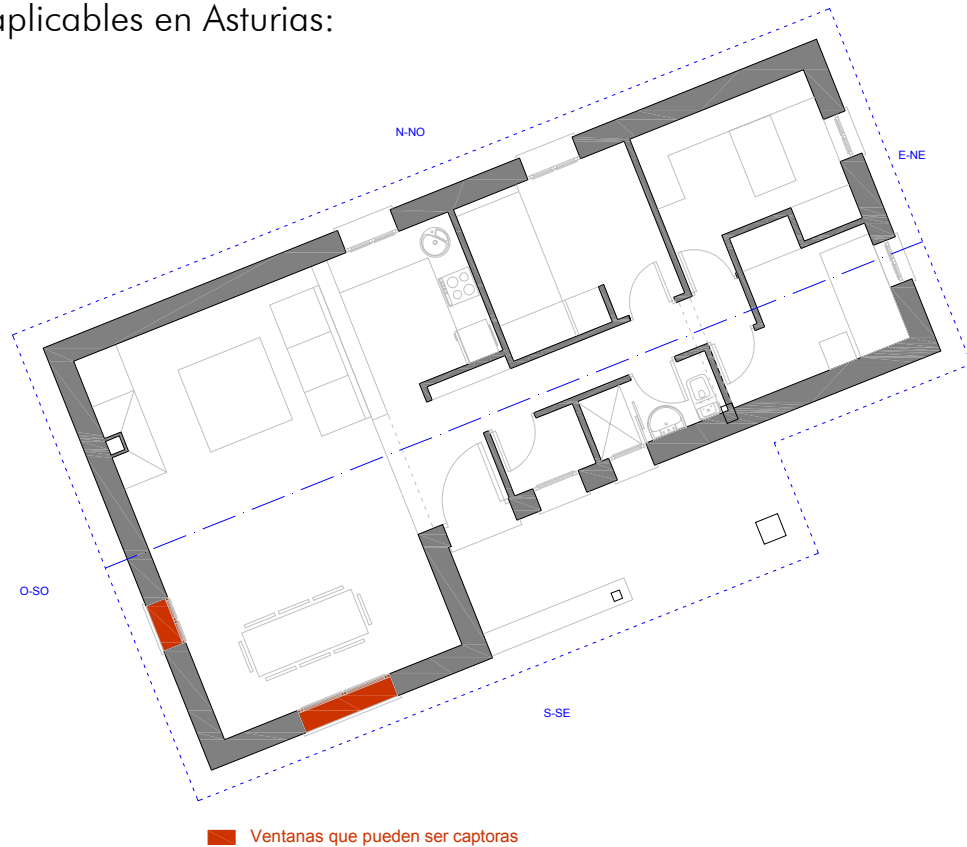 aplicables en Asturias:
N-NO
E-NE
O-SO
S-SE
Ventanas que pueden ser captoras